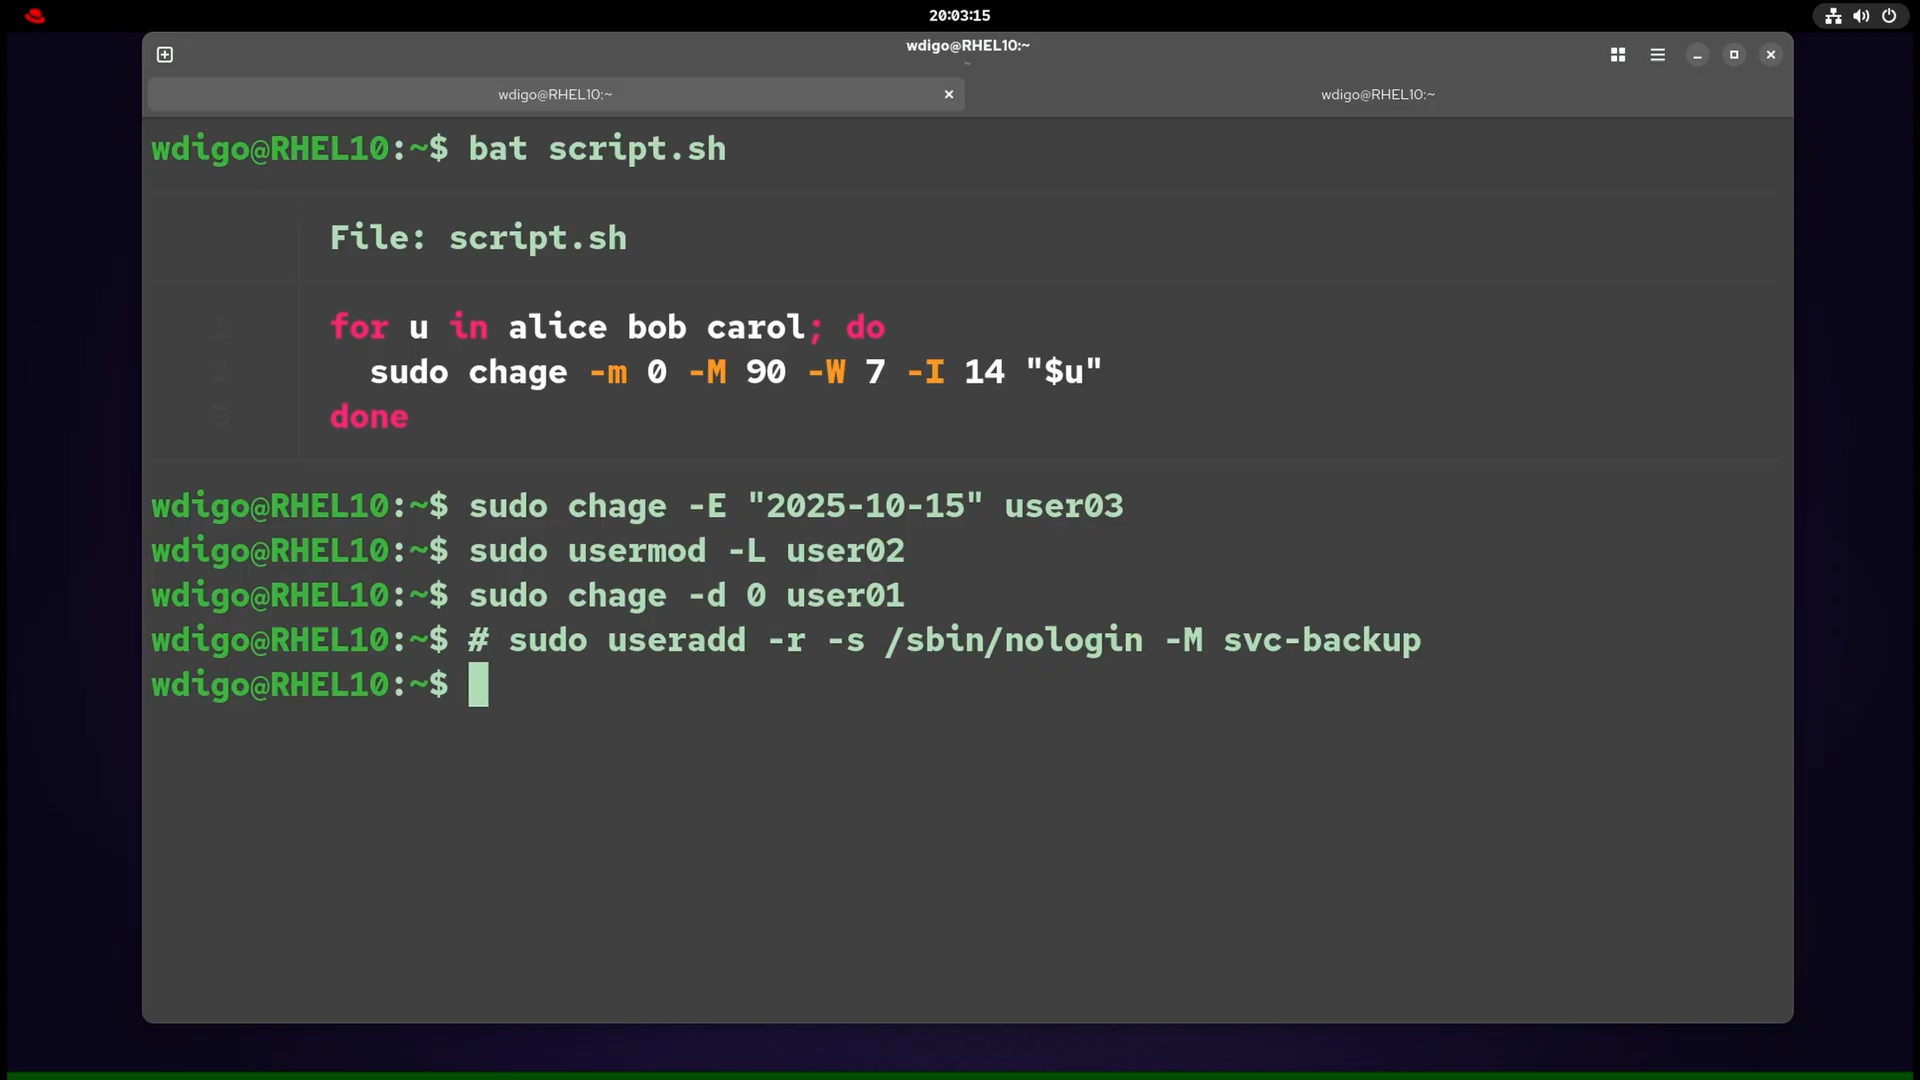 20:03:15
wdigo@RHEL10:~
~
wdigo@RHEL10:~
wdigo@RHEL10:~
wdigo@RHEL10:~$ bat script.sh
File: script.sh
1 for u in alice bob carol; do
2   sudo chage -m 0 -M 90 -W 7 -I 14 "$u"
3 done
wdigo@RHEL10:~$ sudo chage -E "2025-10-15" user03
wdigo@RHEL10:~$ sudo usermod -L user02
wdigo@RHEL10:~$ sudo chage -d 0 user01
wdigo@RHEL10:~$ # sudo useradd -r -s /sbin/nologin -M svc-backup
wdigo@RHEL10:~$